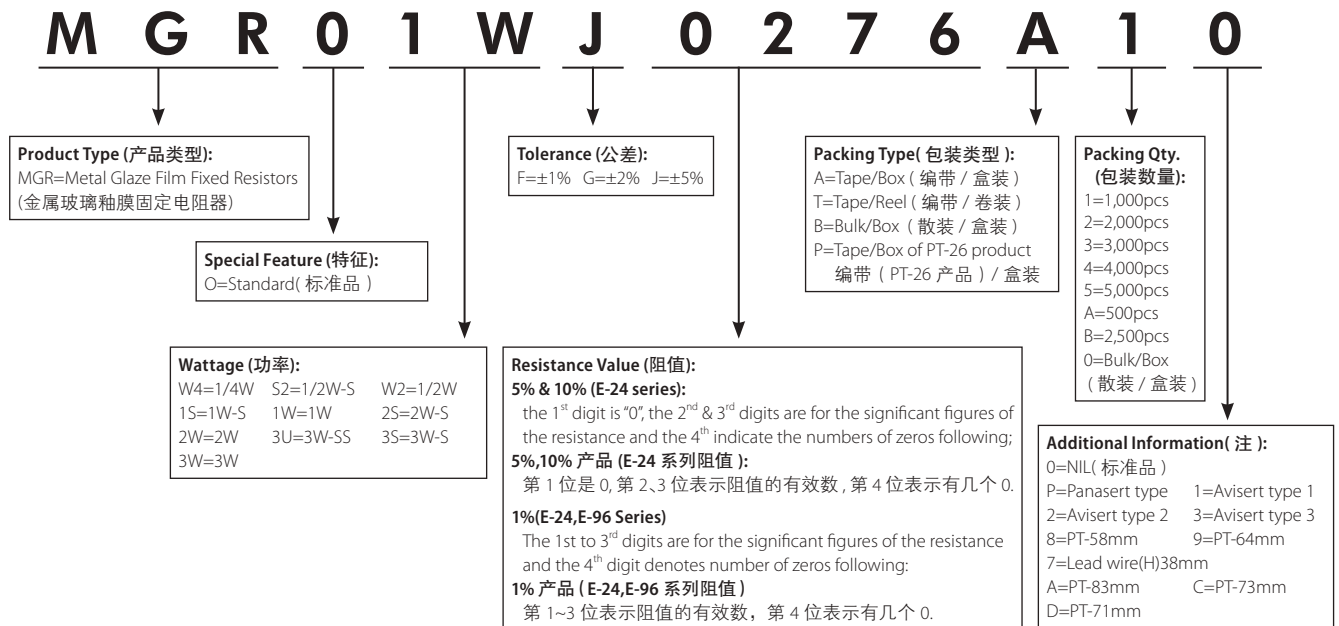 M G R 0 1 W J 0 2 7 6 A 1 0
Product Type (产品类型):
MGR=Metal Glaze Film Fixed Resistors
(金属玻璃釉膜固定电阻器)
Special Feature (特征):
O=Standard( 标准品 )
Wattage (功率):
W4=1/4W S2=1/2W-S W2=1/2W
1S=1W-S 1W=1W 2S=2W-S
2W=2W 3U=3W-SS 3S=3W-S
3W=3W
Tolerance (公差):
F=±1% G=±2% J=±5%
Resistance Value (阻值):
5% & 10% (E-24 series):
the 1st digit is “0”, the 2nd & 3rd digits are for the significant figures of
the resistance and the 4th indicate the numbers of zeros following;
5%,10% 产品 (E-24 系列阻值 ):
第 1 位是 0, 第 2、3 位表示阻值的有效数 , 第 4 位表示有几个 0.
1%(E-24,E-96 Series)
The 1st to 3rd digits are for the significant figures of the resistance
and the 4th digit denotes number of zeros following:
1% 产品 ( E-24,E-96 系列阻值 )
第 1~3 位表示阻值的有效数，第 4 位表示有几个 0.
Packing Type( 包装类型 ):
A=Tape/Box ( 编带 / 盒装 )
T=Tape/Reel ( 编带 / 卷装 )
B=Bulk/Box ( 散装 / 盒装 )
P=Tape/Box of PT-26 product
编带 ( PT-26 产品 ) / 盒装
Packing Qty.
(包装数量):
1=1,000pcs
2=2,000pcs
3=3,000pcs
4=4,000pcs
5=5,000pcs
A=500pcs
B=2,500pcs
0=Bulk/Box
( 散装 / 盒装 )
Additional Information( 注 ):
0=NIL( 标准品 )
P=Panasert type 1=Avisert type 1
2=Avisert type 2 3=Avisert type 3
8=PT-58mm 9=PT-64mm
7=Lead wire(H)38mm
A=PT-83mm C=PT-73mm
D=PT-71mm